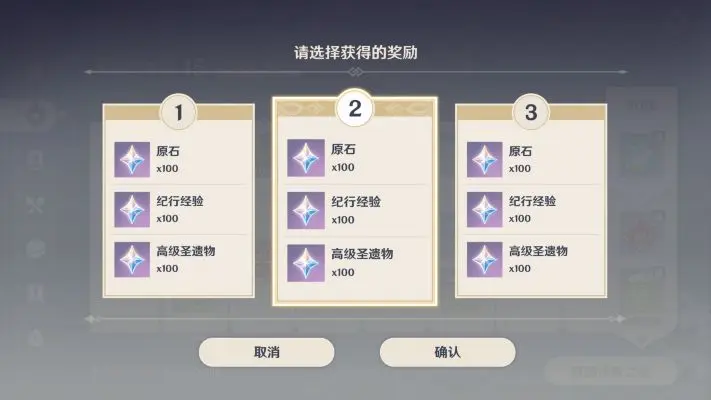 请选择获得的奖励
1
原石
x100
纪行经验
x100
高级圣遗物
x100
2
原石
x100
纪行经验
x100
高级圣遗物
x100
3
原石
x100
纪行经验
x100
高级圣遗物
x100
取消
确认